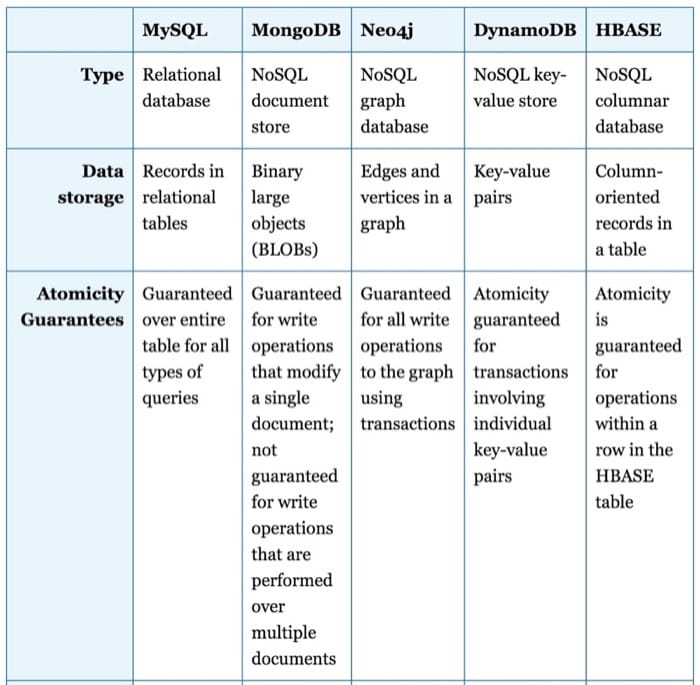 MySQL MongoDB Neo4j DynamoDB HBASE
Type Relational NoSQL NoSQL NoSQL key- NoSQL
database document graph value store columnar
store database database
Data Records in Binary Edges and Key-value Column-
storage relational large vertices in a pairs oriented
tables objects graph records in
(BLOBs) a table
Atomicity Guaranteed Guaranteed Guaranteed Atomicity Atomicity
Guarantees over entire for write for all write guaranteed is
table for all operations operations for guaranteed
types of that modify to the graph transactions for
queries a single using involving operations
document; transactions individual within a
not key-value row in the
guaranteed pairs HBASE
for write table
operations
that are
performed
over
multiple
documents